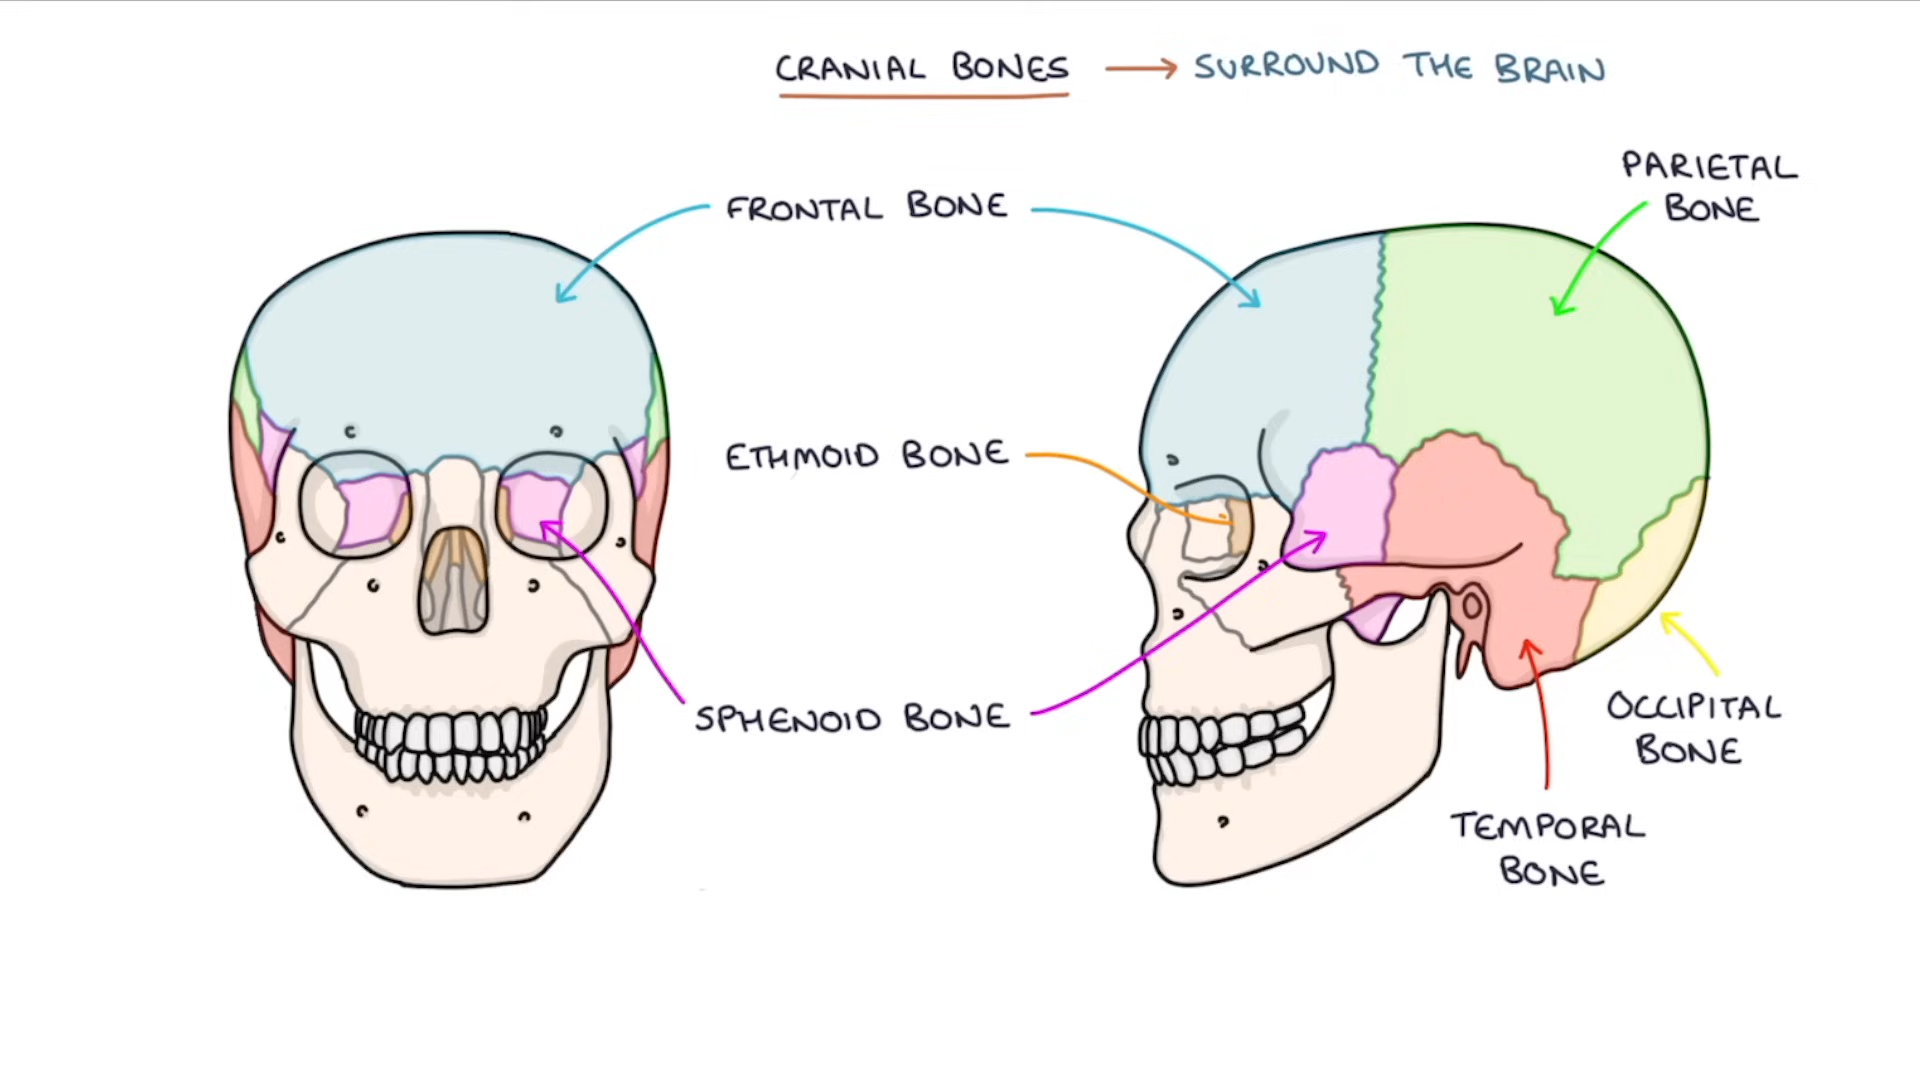 CRANIAL BONES → SURROUND THE BRAIN
PARIETAL
BONE
FRONTAL BONE
ETHMOID BONE
SPHENOID BONE
OCCIPITAL
BONE
TEMPORAL
BONE